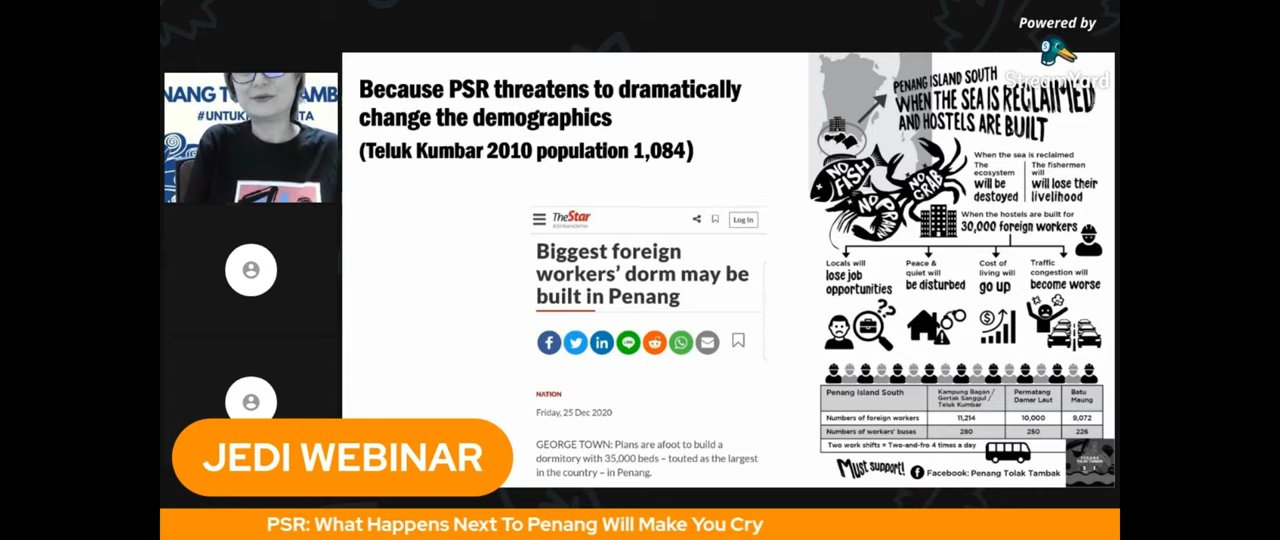 Powered by
StreamYard
NANG TO AMB
#UNTUK ITA
Because PSR threatens to dramatically
change the demographics
(Teluk Kumbar 2010 population 1,084)
TheStar
Log In
Biggest foreign
workers' dorm may be
built in Penang
NATION
Friday, 25 Dec 2020
GEORGE TOWN: Plans are afoot to build a
dormitory with 35,000 beds – touted as the largest
in the country – in Penang.
PENANG ISLAND SOUTH
WHEN THE SEA IS RECLAIMED
AND HOSTELS ARE BUILT
NO FISH
NO CRAB
NO PRAWN
When the sea is reclaimed
The ecosystem will be destoyed
The fishermen will will lose their livelihood
When the hostels are built for
30,000 foreign workers
Locals will lose job opportunities
Peace & quiet will be disturbed
Cost of living will go up
Traffic congestion will become worse
Penang Island South | Kampung Bagan / Gertak Sanggul / Teluk Kumbar | Permatang Damar Laut | Batu Maung
Numbers of foreign workers | 11,214 | 10,000 | 9,072
Numbers of workers' buses | 280 | 250 | 226
Two work shifts = Two-and-fro 4 times a day
Must support!
Facebook: Penang Tolak Tambak
PENANG
TOLAK TAMBAK
JEDI WEBINAR
PSR: What Happens Next To Penang Will Make You Cry